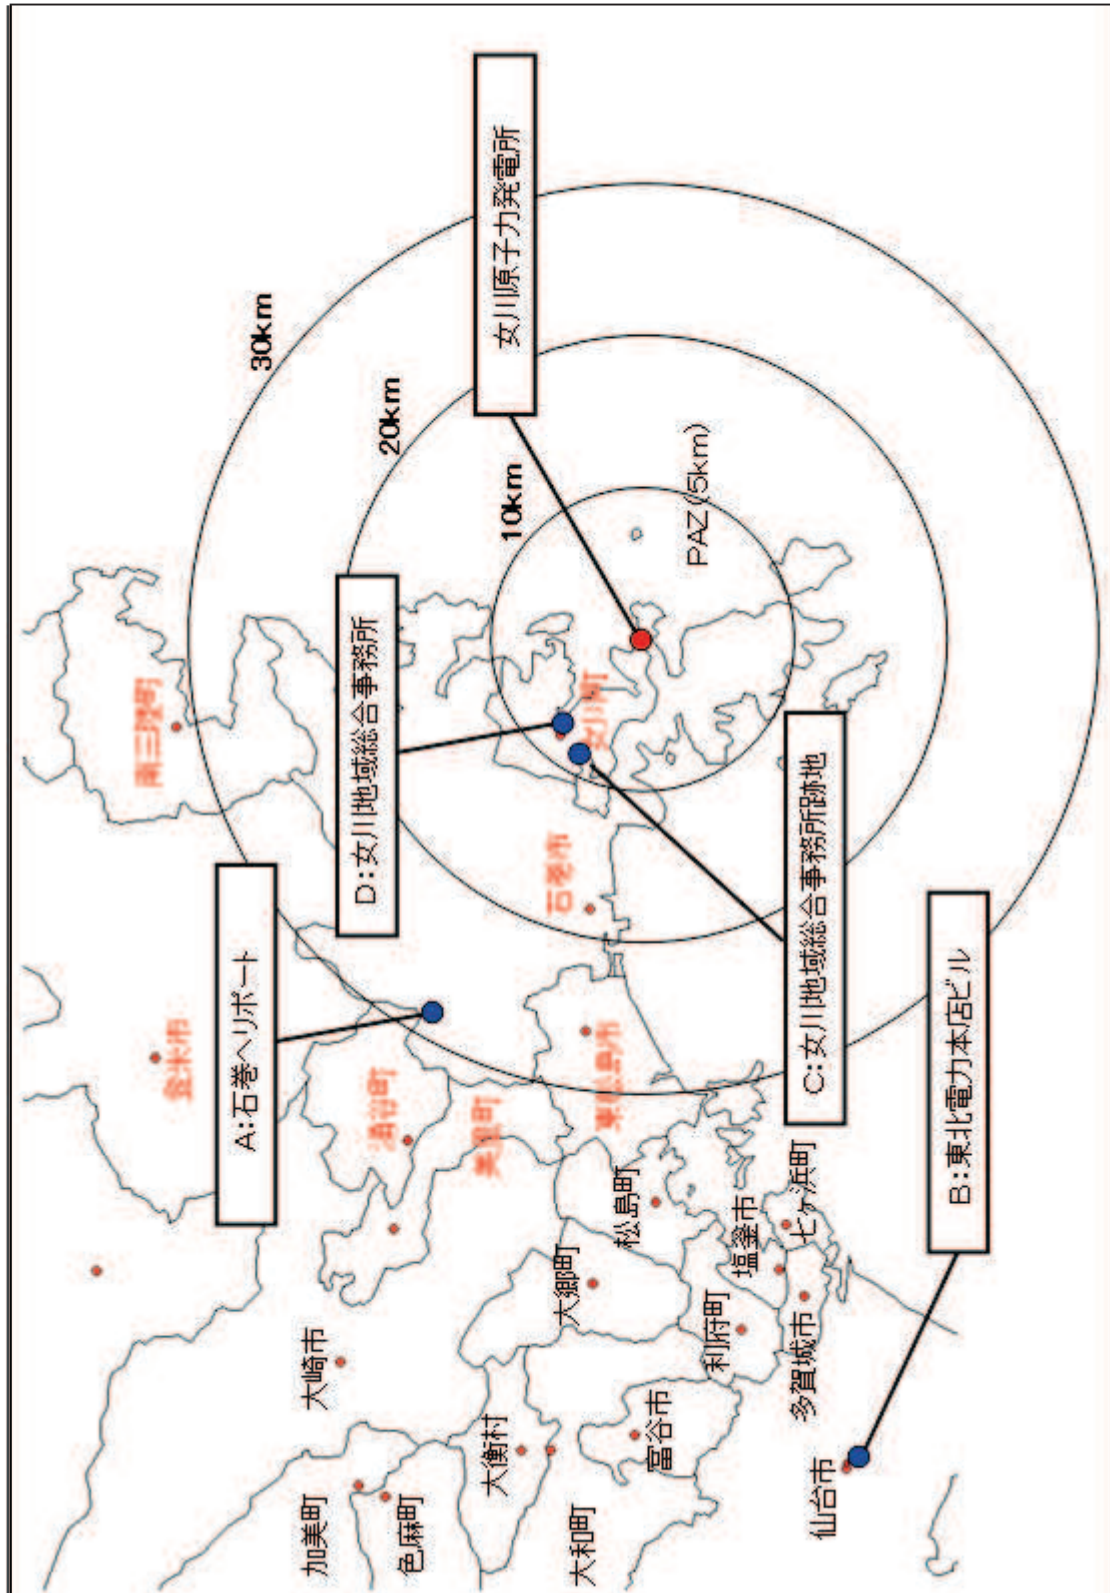 30km
20km
10km
PAZ(5km)
女川原子力発電所
D:女川地域総合事務所
A:石巻ヘリポート
C:女川地域総合事務所跡地
B:東北電力本店ビル
南三陸町
登米市
涌谷町
美里町
石巻市
女川町
東松島市
松島町
大郷町
大崎市
加美町
色麻町
大衡村
大和町
富谷市
利府町
塩釜市
七ヶ浜町
多賀城市
仙台市